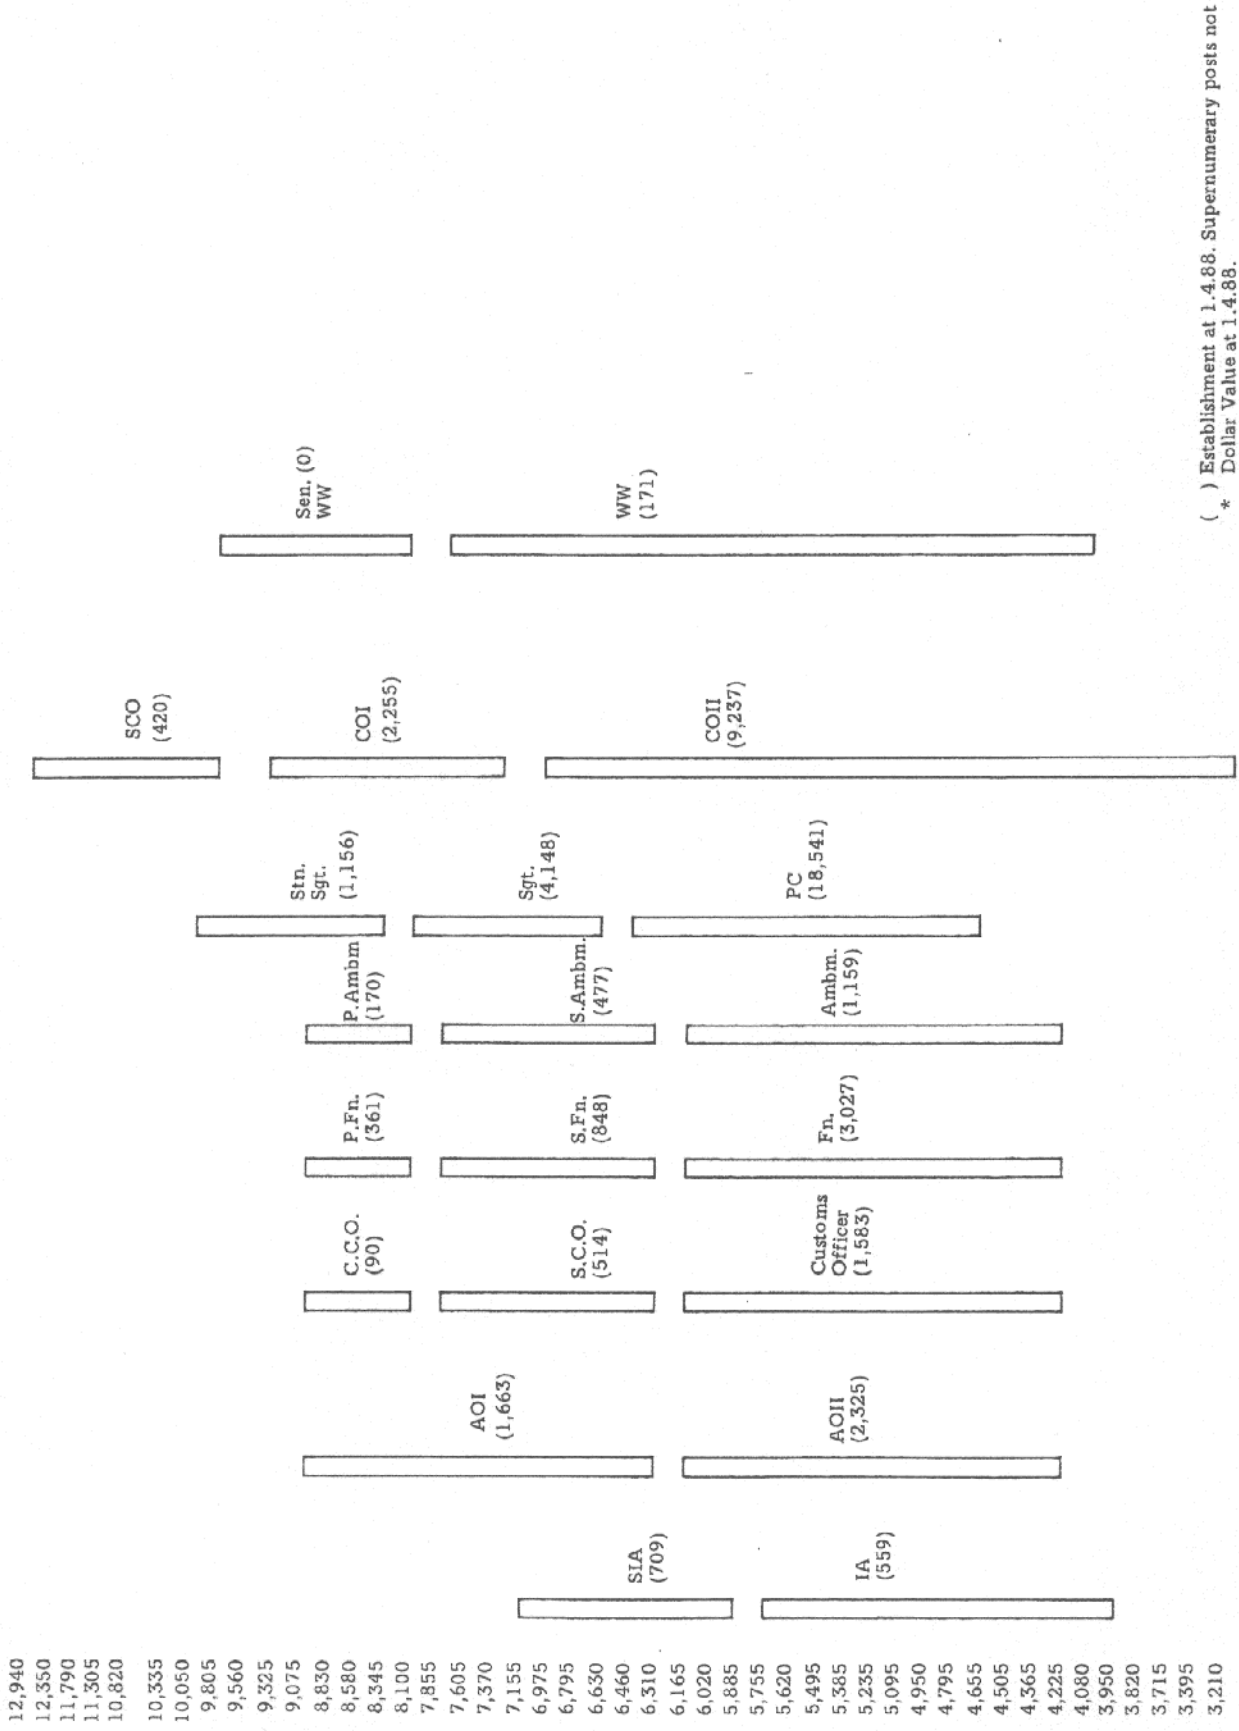 12,940
12,350
11,790
11,305
10,820
10,335
10,050
9,805
9,560
9,325
9,075
8,830
8,580
8,345
8,100
7,855
7,605
7,370
7,155
6,975
6,795
6,630
6,460
6,310
6,165
6,020
5,885
5,755
5,620
5,495
5,385
5,235
5,095
4,950
4,795
4,655
4,505
4,365
4,225
4,080
3,950
3,820
3,715
3,395
3,210
SIA
(709)
IA
(559)
AOI
(1,663)
AOII
(2,325)
C.C.O.
(90)
S.C.O.
(514)
Customs
Officer
(1,583)
P.Fn.
(361)
S.Fn.
(848)
Fn.
(3,027)
P.Ambm
(170)
S.Ambm.
(477)
Ambm.
(1,159)
Stn.
Sgt.
(1,156)
Sgt.
(4,148)
PC
(18,541)
SCO
(420)
COI
(2,255)
COII
(9,237)
Sen. (0)
WW
WW
(171)
( ) Establishment at 1.4.88. Supernumerary posts not
* Dollar Value at 1.4.88.